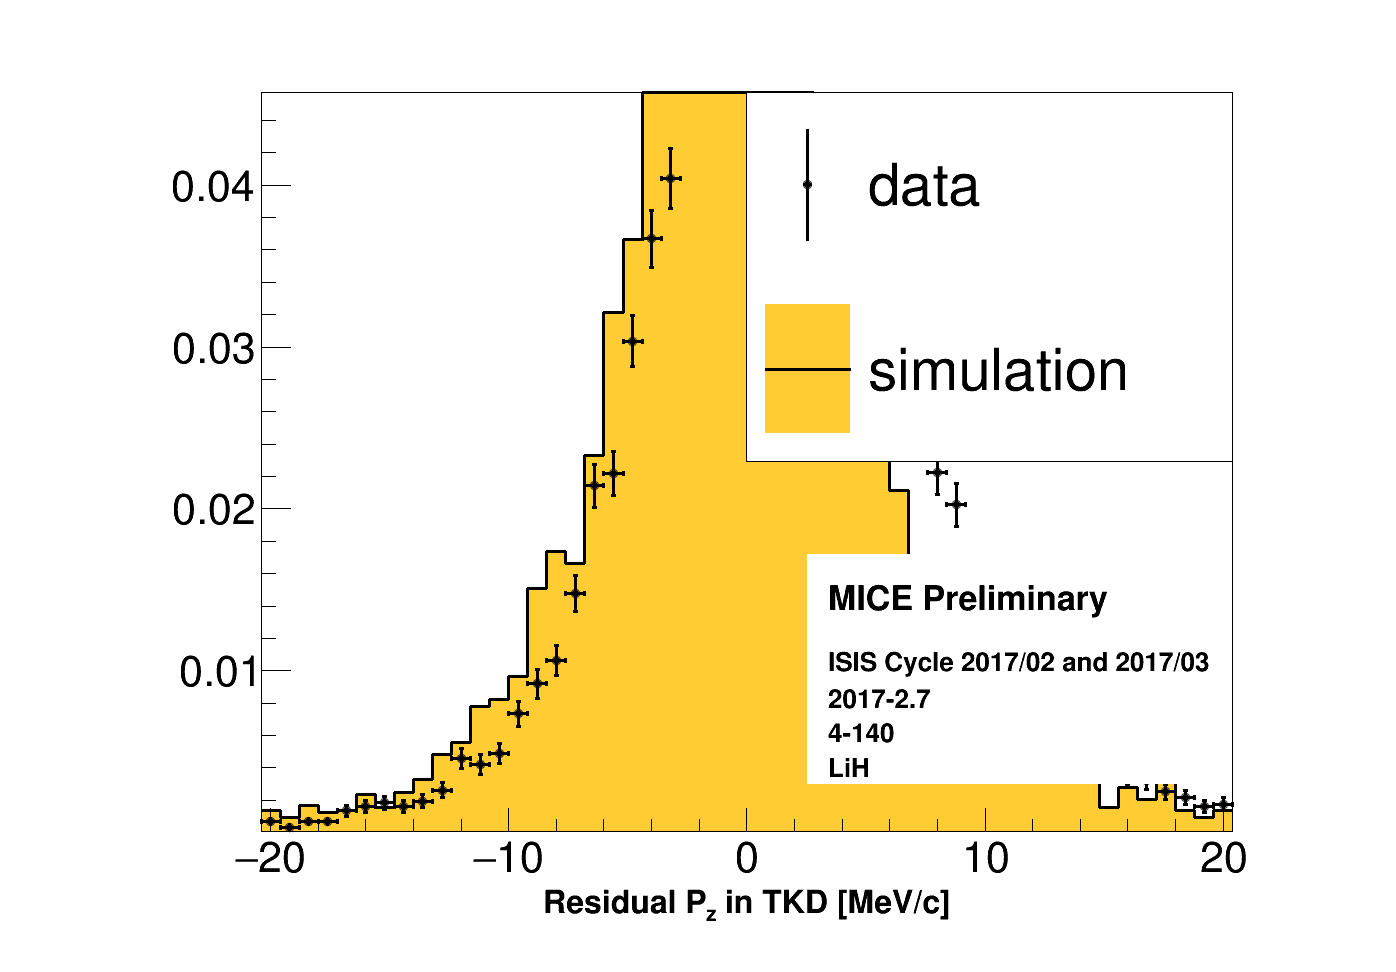 data
0.04
simulation
0.03
0.02
MICE Preliminary
ISIS Cycle 2017/02 and 2017/03
0.01
2017-2.7
4-140
LiH
−20 −10 0 10 20
Residual Pz in TKD [MeV/c]